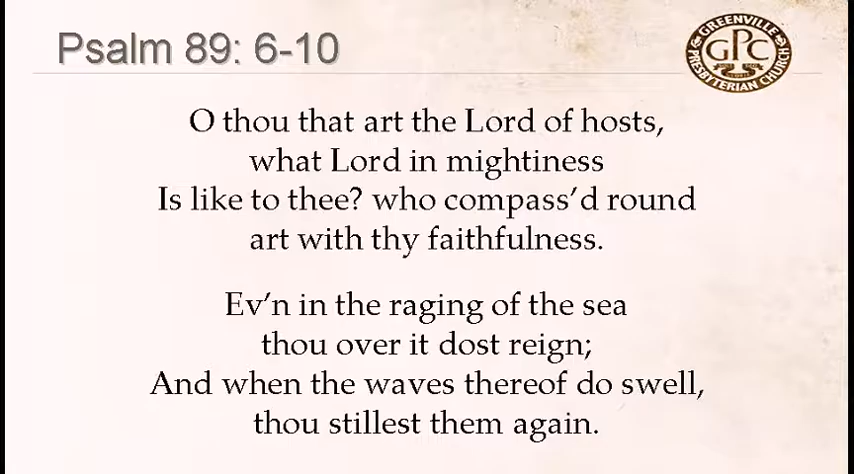 Psalm 89: 6-10
GREENVILLE
GPC
PRESBYTERIAN CHURCH
O thou that art the Lord of hosts,
what Lord in mightiness
Is like to thee? who compass’d round
art with thy faithfulness.
Ev’n in the raging of the sea
thou over it dost reign;
And when the waves thereof do swell,
thou stillest them again.